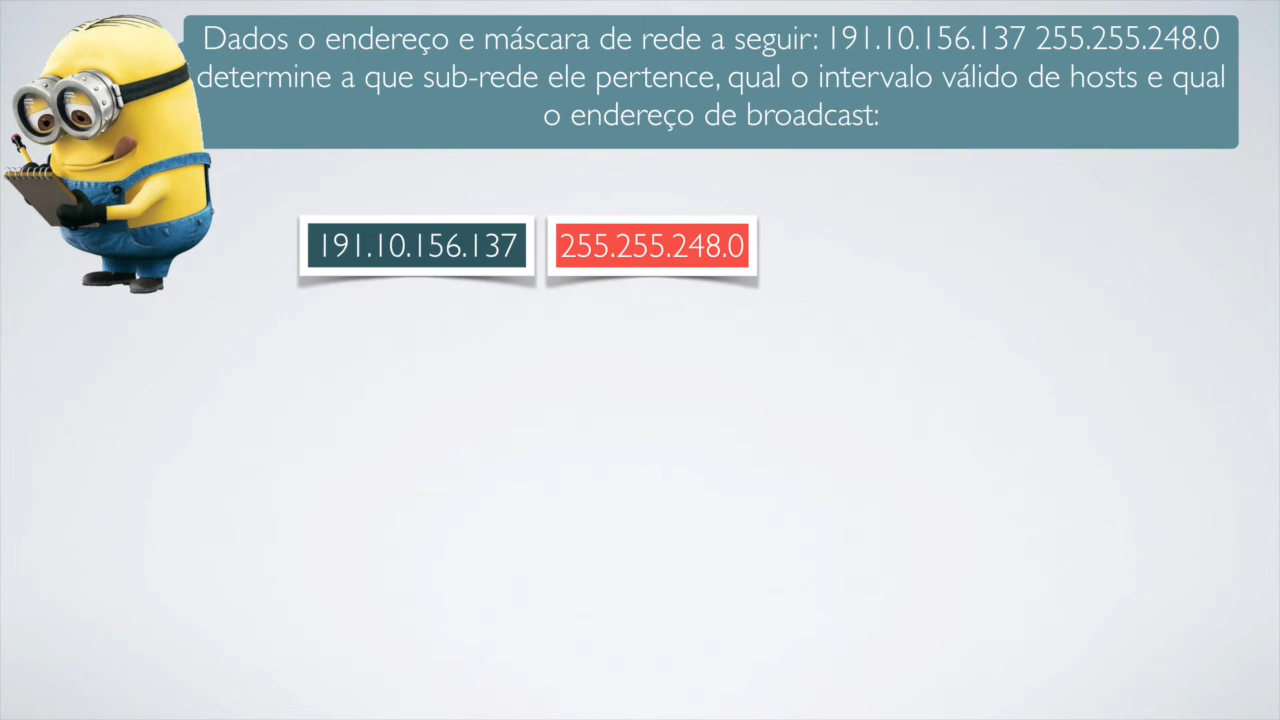 Dados o endereço e máscara de rede a seguir: 191.10.156.137 255.255.248.0
determine a que sub-rede ele pertence, qual o intervalo válido de hosts e qual
o endereço de broadcast:
191.10.156.137 255.255.248.0